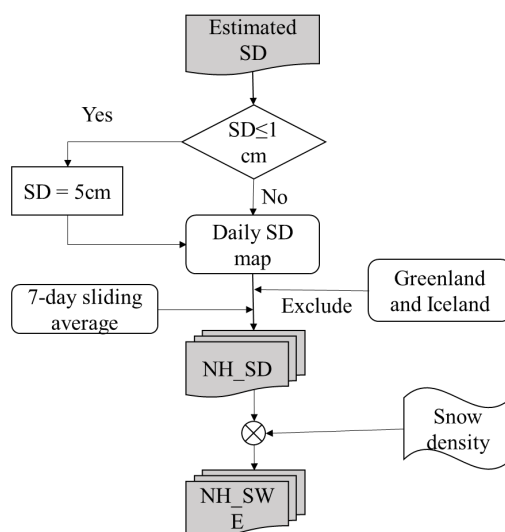 Estimated
SD
Yes
SD≤1
cm
SD = 5cm
No
Daily SD
map
Greenland
and Iceland
Exclude
7-day sliding
average
NH_SD
Snow
density
NH_SW
E